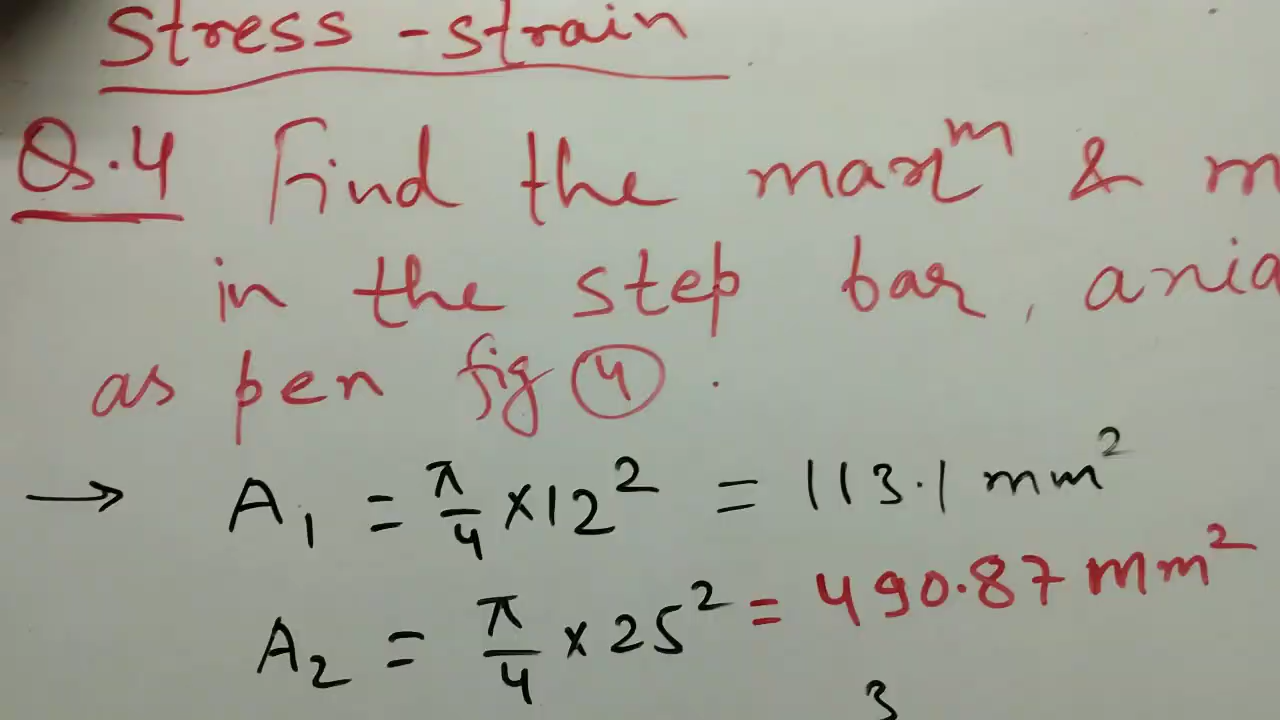 Stress-strain
Q.4 Find the maxᵐ & m
in the step bar, axia
as per fig ④.
→ A₁ = π/4 × 12² = 113.1 mm²
A₂ = π/4 × 25² = 490.87 mm²
3